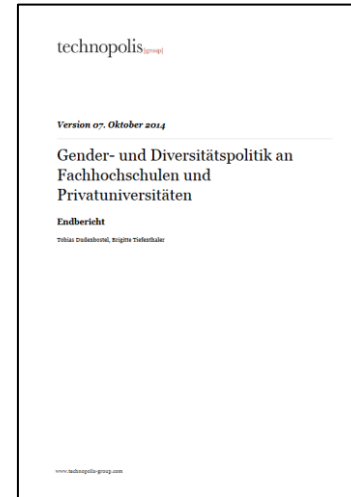 technopolis |group|
Version 07. Oktober 2014
Gender- und Diversitätspolitik an
Fachhochschulen und
Privatuniversitäten
Endbericht
Tobias Dudenbostel, Brigitte Tiefenthaler
www.technopolis-group.com